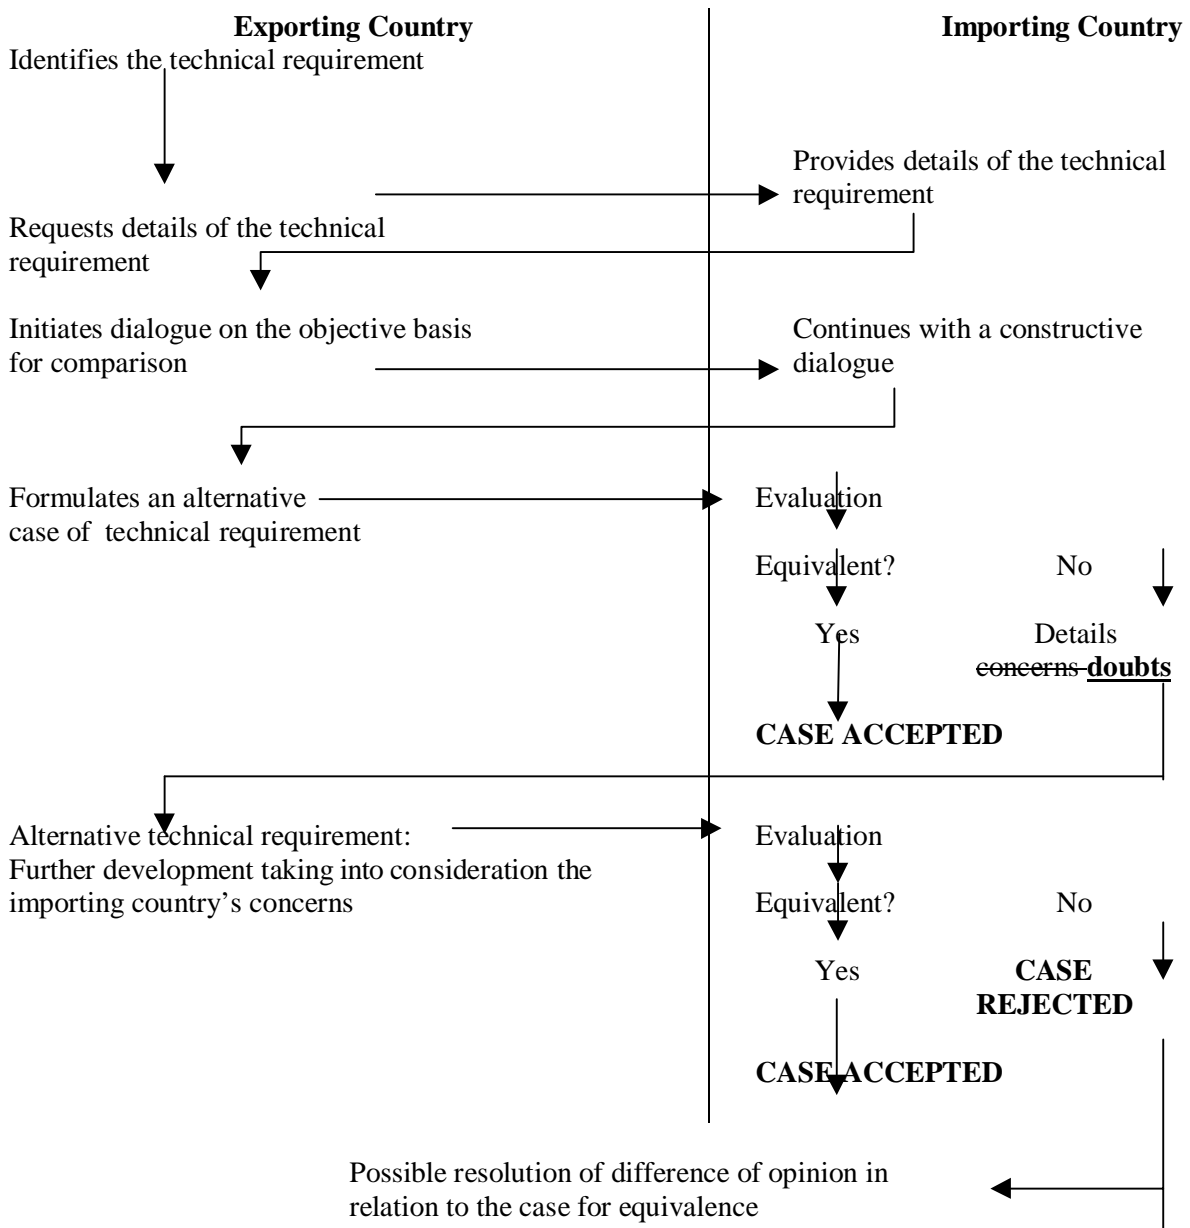 Exporting Country
Importing Country
Identifies the technical requirement
Provides details of the technical
requirement
Requests details of the technical
requirement
Initiates dialogue on the objective basis
for comparison
Continues with a constructive
dialogue
Formulates an alternative
case of  technical requirement
Evaluation
Equivalent?
No
Yes
Details
concerns doubts
CASE ACCEPTED
Alternative technical requirement:
Further development taking into consideration the
importing country’s concerns
Evaluation
Equivalent?
No
Yes
CASE
REJECTED
CASE ACCEPTED
Possible resolution of difference of opinion in
relation to the case for equivalence